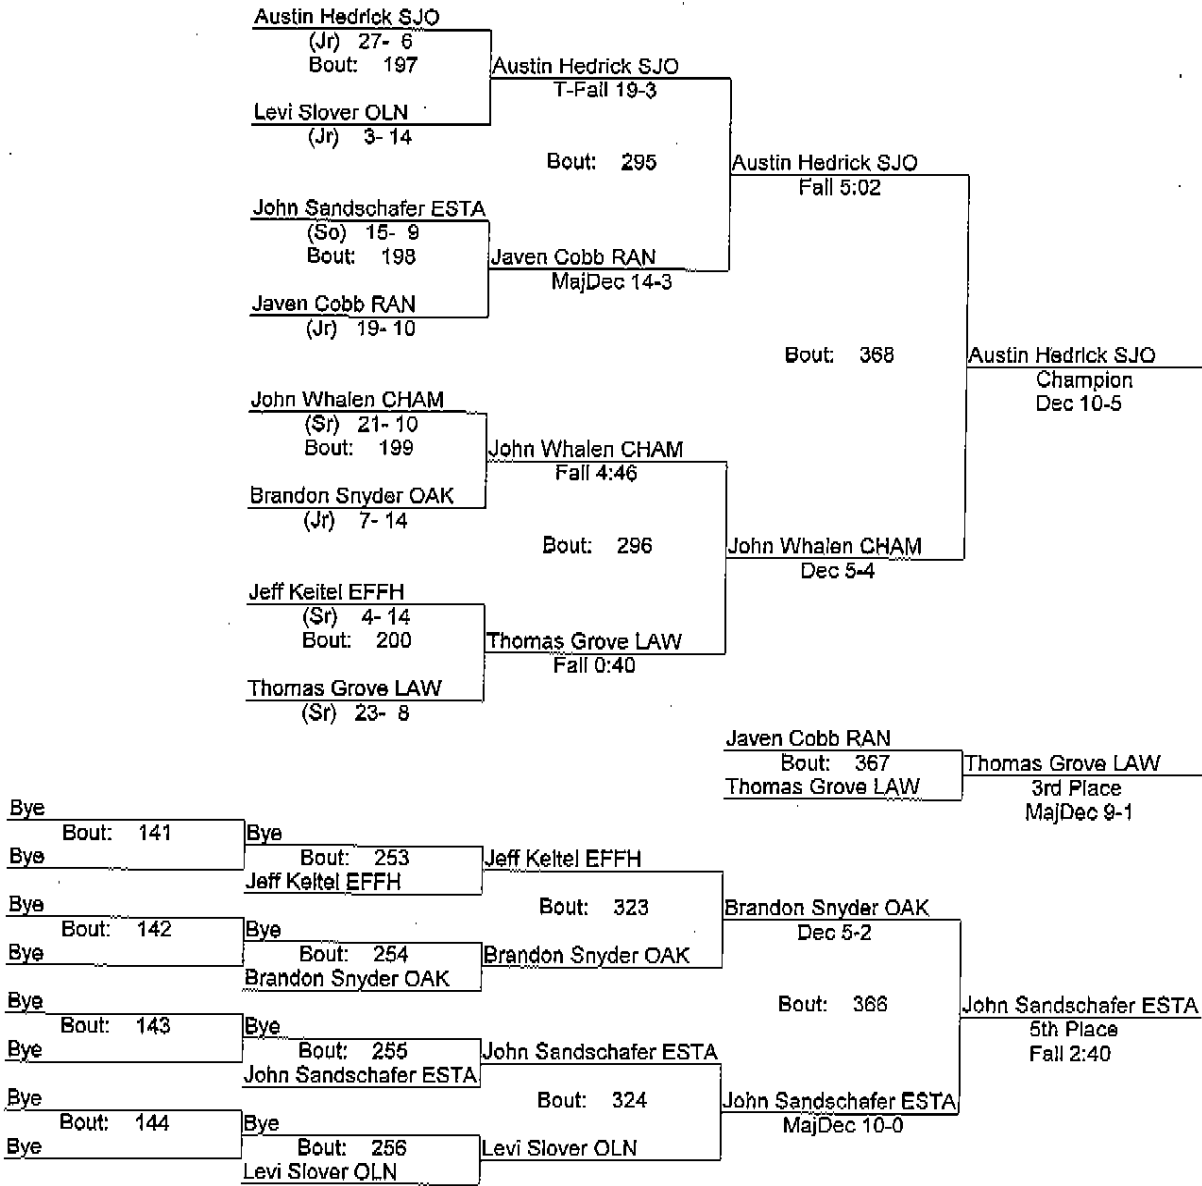 Austin Hedrick SJO
(Jr) 27- 6
Bout: 197
Austin Hedrick SJO
T-Fall 19-3
Levi Slover OLN
(Jr) 3- 14
Bout: 295
Austin Hedrick SJO
Fall 5:02
John Sandschafer ESTA
(So) 15- 9
Bout: 198
Javen Cobb RAN
MajDec 14-3
Javen Cobb RAN
(Jr) 19- 10
Bout: 368
Austin Hedrick SJO
Champion
Dec 10-5
John Whalen CHAM
(Sr) 21- 10
Bout: 199
John Whalen CHAM
Fall 4:46
Brandon Snyder OAK
(Jr) 7- 14
Bout: 296
John Whalen CHAM
Dec 5-4
Jeff Keitel EFFH
(Sr) 4- 14
Bout: 200
Thomas Grove LAW
Fall 0:40
Thomas Grove LAW
(Sr) 23- 8
Javen Cobb RAN
Bout: 367
Thomas Grove LAW
Thomas Grove LAW
3rd Place
MajDec 9-1
Bye
Bout: 141
Bye
Bye
Bout: 253
Jeff Keitel EFFH
Jeff Keitel EFFH
Bout: 323
Brandon Snyder OAK
Dec 5-2
Bye
Bout: 142
Bye
Bye
Bout: 254
Brandon Snyder OAK
Brandon Snyder OAK
Bout: 366
John Sandschafer ESTA
5th Place
Fall 2:40
Bye
Bout: 143
Bye
Bye
Bout: 255
John Sandschafer ESTA
John Sandschafer ESTA
Bout: 324
John Sandschafer ESTA
MajDec 10-0
Bye
Bout: 144
Bye
Bye
Bout: 256
Levi Slover OLN
Levi Slover OLN